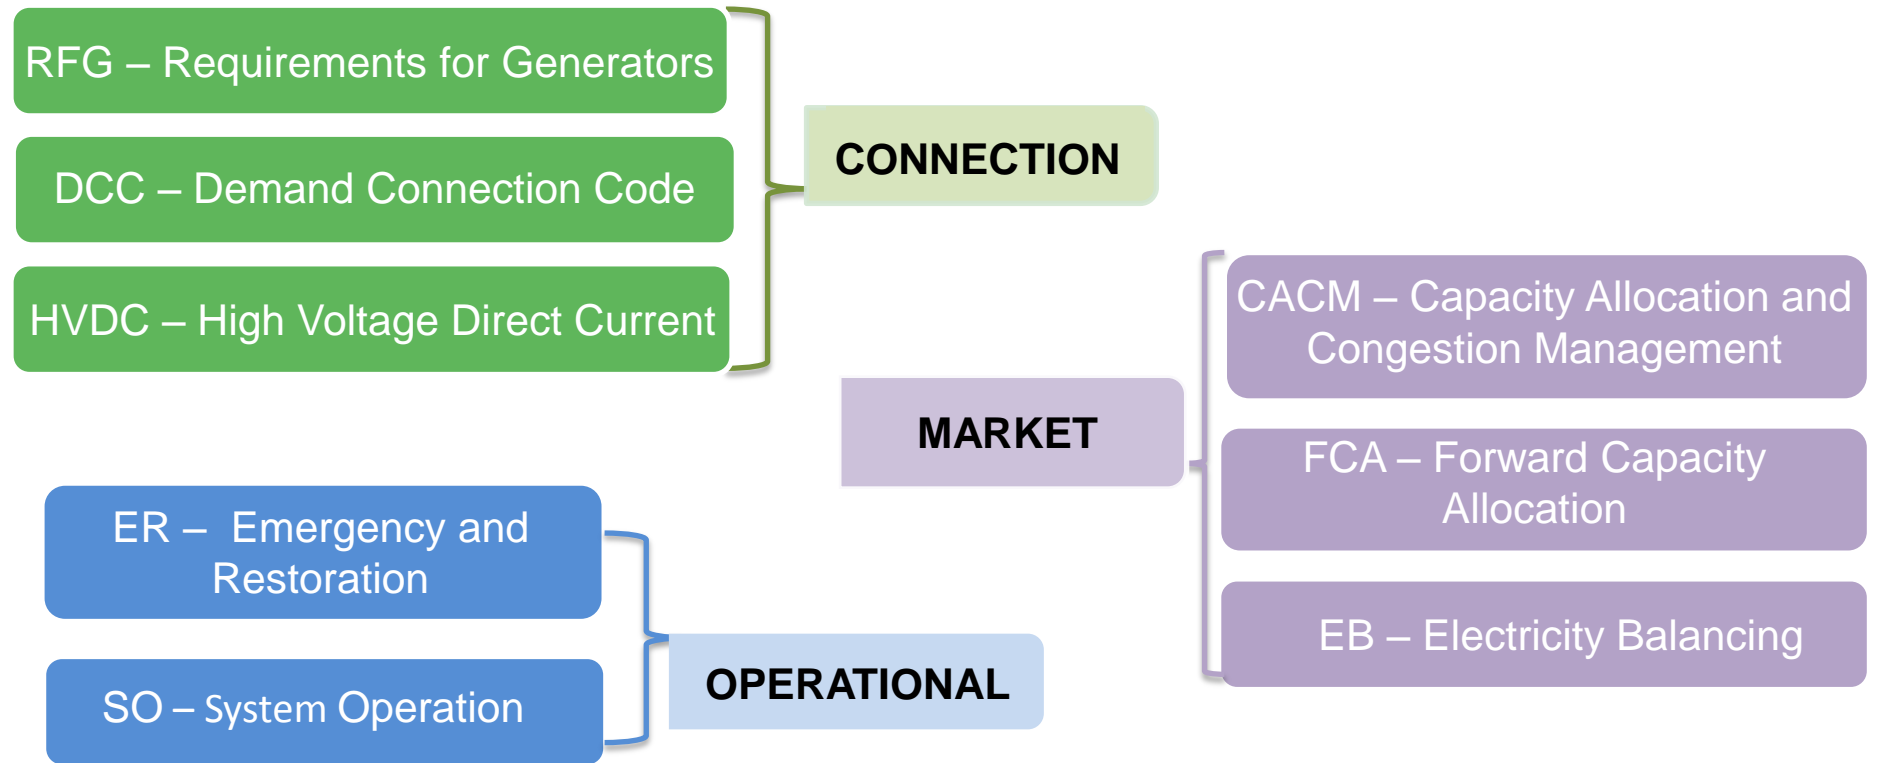 RFG – Requirements for Generators
DCC – Demand Connection Code
HVDC – High Voltage Direct Current
CONNECTION
MARKET
CACM – Capacity Allocation and
Congestion Management
FCA – Forward Capacity
Allocation
EB – Electricity Balancing
ER – Emergency and
Restoration
SO – System Operation
OPERATIONAL